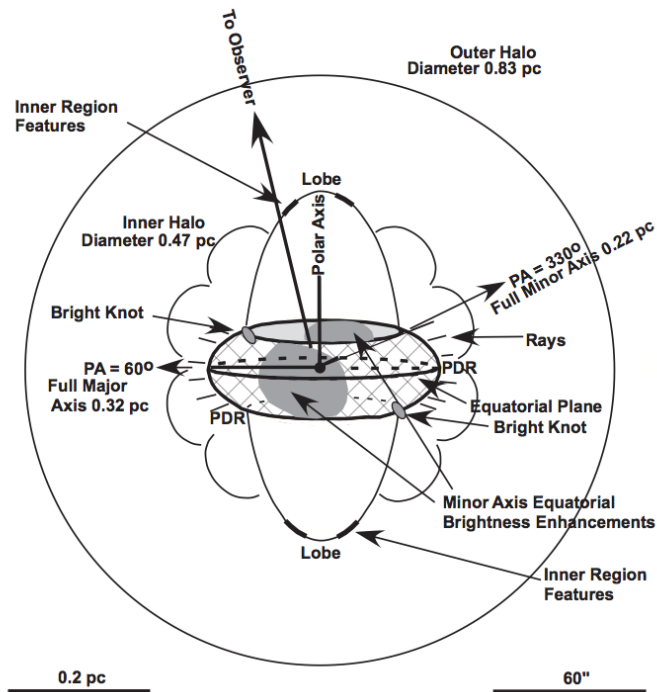 To Observer
Outer Halo
Diameter 0.83 pc
Inner Region
Features
Lobe
Polar Axis
Inner Halo
Diameter 0.47 pc
PA = 330o
Full Minor Axis 0.22 pc
Bright Knot
Rays
PA = 60o
Full Major
Axis 0.32 pc
PDR
PDR
Equatorial Plane
Bright Knot
Minor Axis Equatorial
Brightness Enhancements
Lobe
Inner Region
Features
0.2 pc
60"